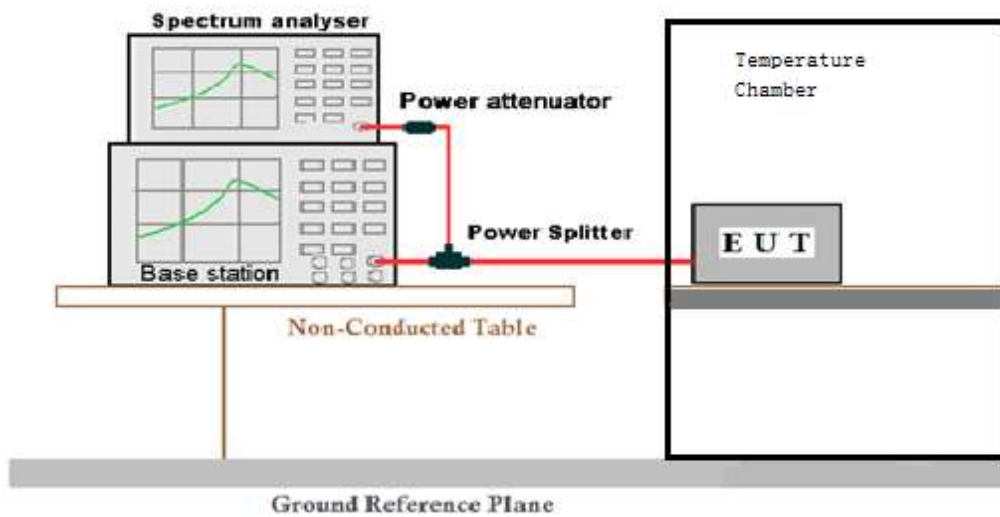 Spectrum analyser
Temperature
Chamber
Power attenuator
Power Splitter
E U T
Base station
Non-Conducted Table
Ground Reference Plane